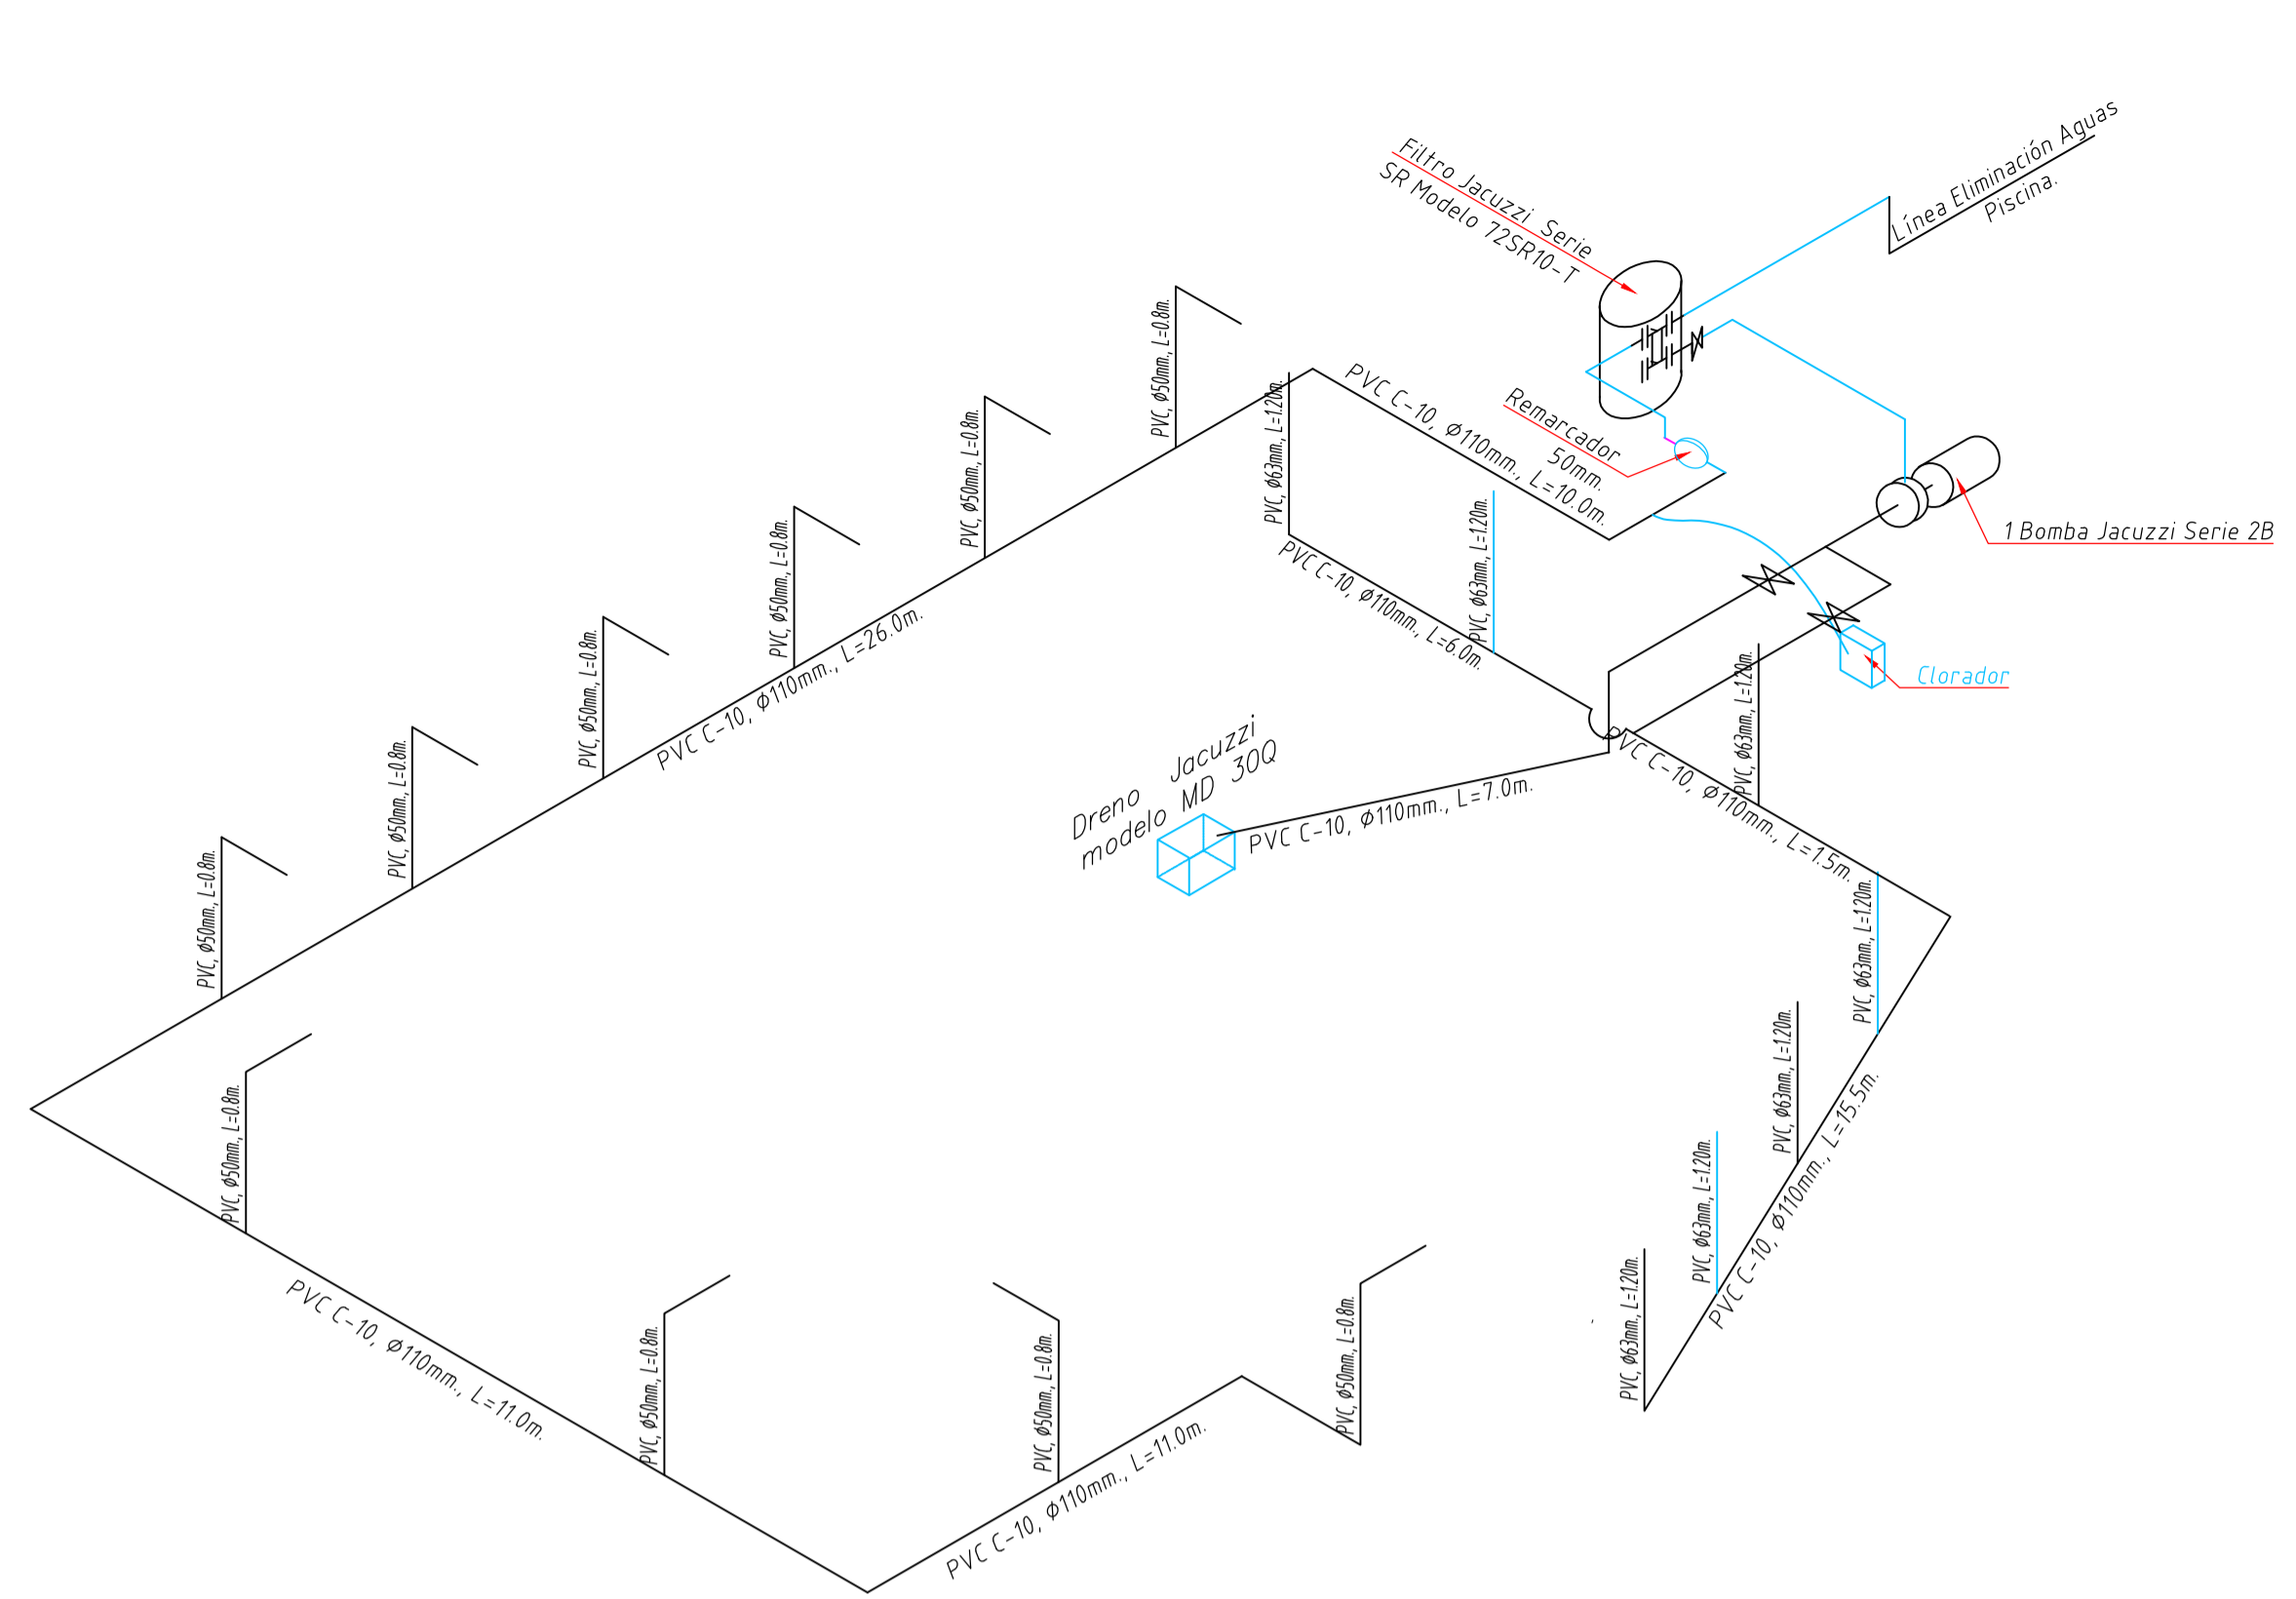 Línea Eliminación Aguas
Piscina.
Filtro Jacuzzi Serie
SR Modelo 72SR10-T
PVC, Ø50mm., L=0.8m.
PVC C-10, Ø110mm., L=10.0m.
PVC, Ø63mm., L=1.20m.
Remarcador
50mm.
PVC, Ø50mm., L=0.8m.
PVC, Ø50mm., L=0.8m.
PVC, Ø63mm., L=1.20m.
1 Bomba Jacuzzi Serie 2B
PVC C-10, Ø110mm., L=6.0m.
PVC, Ø50mm., L=0.8m.
PVC C-10, Ø110mm., L=26.0m.
PVC, Ø63mm., L=1.20m.
Clorador
PVC, Ø50mm., L=0.8m.
Dreno Jacuzzi
modelo MD 30Q
PVC C-10, Ø110mm., L=7.0m.
PVC C-10, Ø110mm., L=1.5m.
PVC, Ø50mm., L=0.8m.
PVC, Ø63mm., L=1.20m.
PVC, Ø63mm., L=1.20m.
PVC, Ø50mm., L=0.8m.
PVC, Ø63mm., L=1.20m.
PVC C-10, Ø110mm., L=15.5m.
PVC, Ø63mm., L=1.20m.
PVC C-10, Ø110mm., L=11.0m.
PVC, Ø50mm., L=0.8m.
PVC, Ø50mm., L=0.8m.
PVC, Ø50mm., L=0.8m.
PVC C-10, Ø110mm., L=11.0m.